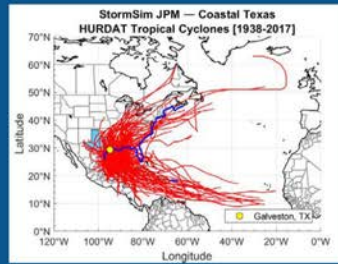 StormSim JPM — Coastal Texas
HURDAT Tropical Cyclones [1938-2017]
70°N
60°N
50°N
40°N
30°N
20°N
10°N
0°N
Latitude
Galveston, TX
120°W 100°W 80°W 60°W 40°W 20°W 0°W
Longitude